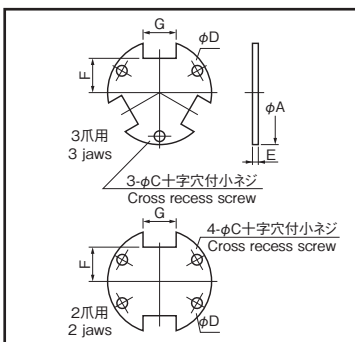 G
φD
F
φA
3爪用
3 jaws
E
3-φC十字穴付小ネジ
Cross recess screw
G
4-φC十字穴付小ネジ
Cross recess screw
F
2爪用
2 jaws
φD